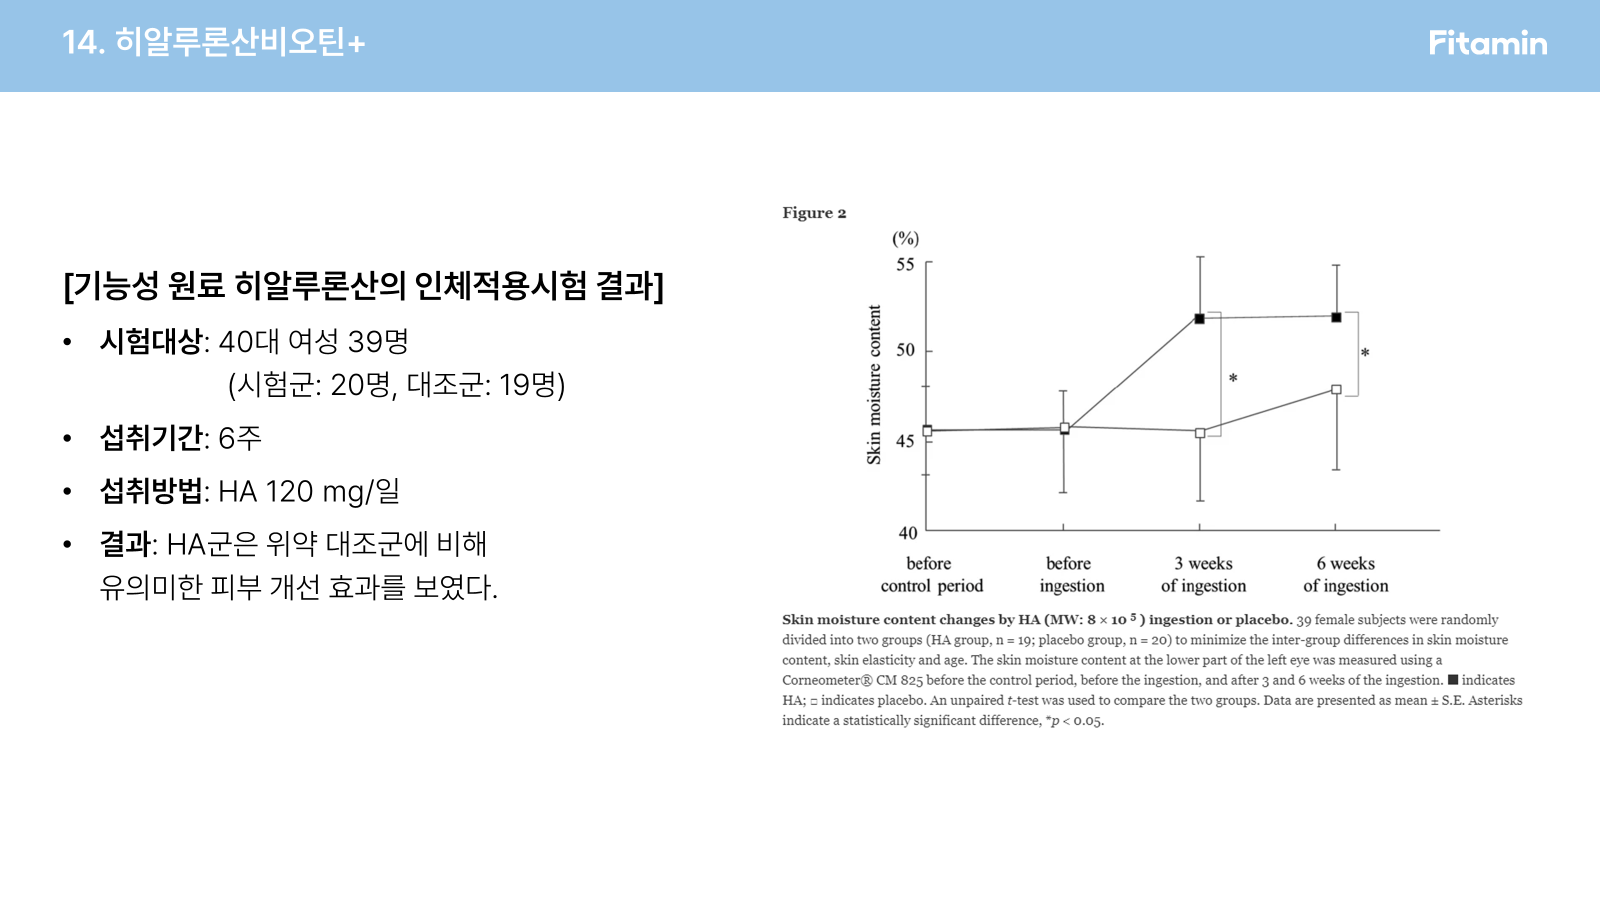 14. 히알루론산비오틴+
Fitamin
[기능성 원료 히알루론산의 인체적용시험 결과]
• 시험대상: 40대 여성 39명
(시험군: 20명, 대조군: 19명)
• 섭취기간: 6주
• 섭취방법: HA 120 mg/일
• 결과: HA군은 위약 대조군에 비해
유의미한 피부 개선 효과를 보였다.
Figure 2
(%)
55
50
45
40
Skin moisture content
*
*
before
control period
before
ingestion
3 weeks
of ingestion
6 weeks
of ingestion
Skin moisture content changes by HA (MW: 8 × 10 ⁵ ) ingestion or placebo. 39 female subjects were randomly
divided into two groups (HA group, n = 19; placebo group, n = 20) to minimize the inter-group differences in skin moisture
content, skin elasticity and age. The skin moisture content at the lower part of the left eye was measured using a
Corneometer® CM 825 before the control period, before the ingestion, and after 3 and 6 weeks of the ingestion. ■ indicates
HA; □ indicates placebo. An unpaired t-test was used to compare the two groups. Data are presented as mean ± S.E. Asterisks
indicate a statistically significant difference, *p < 0.05.